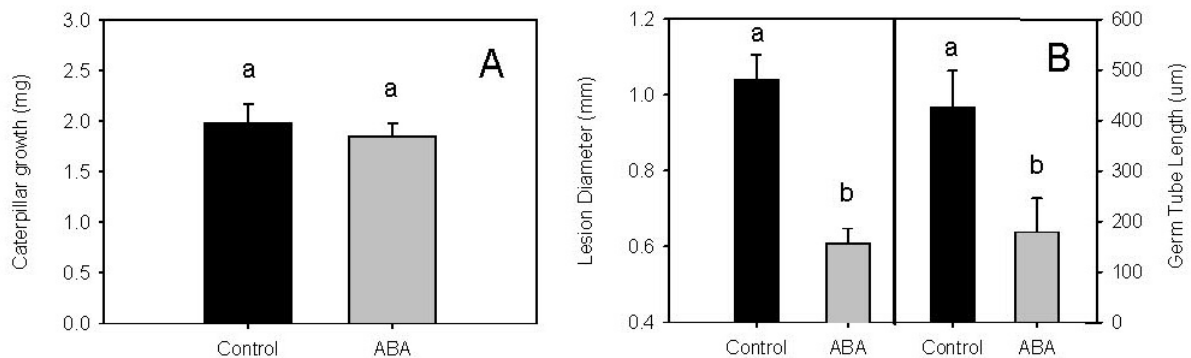 Caterpillar growth (mg)
3.0
2.5
2.0
1.5
1.0
0.5
0.0
a
a
A
Control
ABA
Lesion Diameter (mm)
1.2
1.0
0.8
0.6
0.4
a
b
a
b
B
Control
ABA
Control
ABA
600
500
400
300
200
100
0
Germ Tube Length (um)